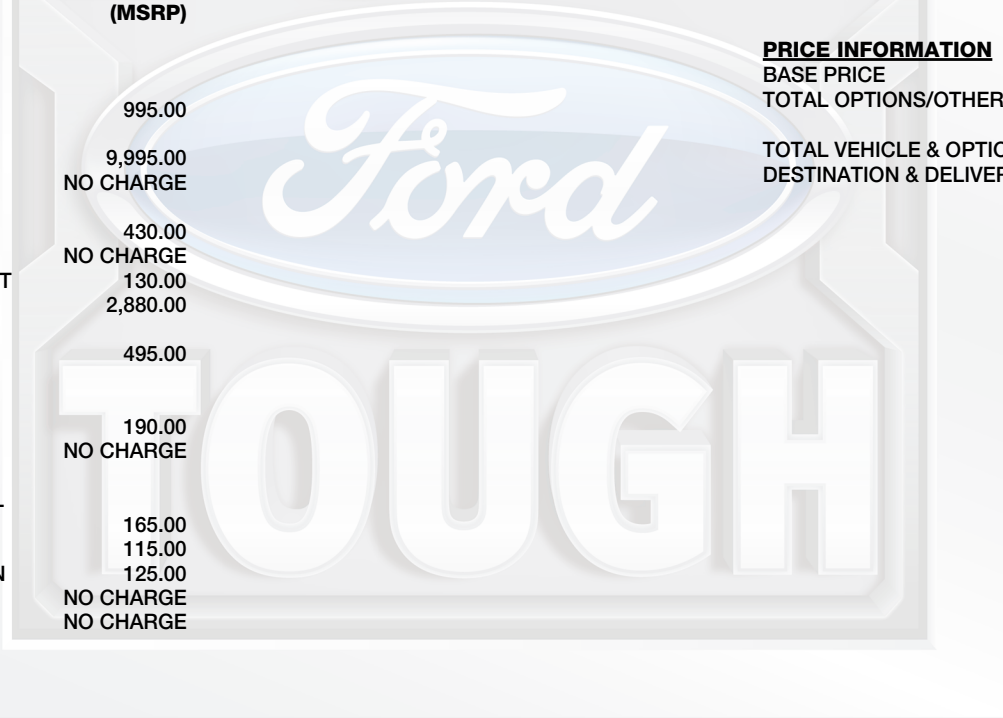 (MSRP)
995.00
9,995.00
NO CHARGE
430.00
NO CHARGE
T 130.00
2,880.00
495.00
190.00
NO CHARGE
165.00
115.00
N 125.00
NO CHARGE
NO CHARGE
PRICE INFORMATION
BASE PRICE
TOTAL OPTIONS/OTHER
TOTAL VEHICLE & OPTIO
DESTINATION & DELIVER
Ford
TOUGH